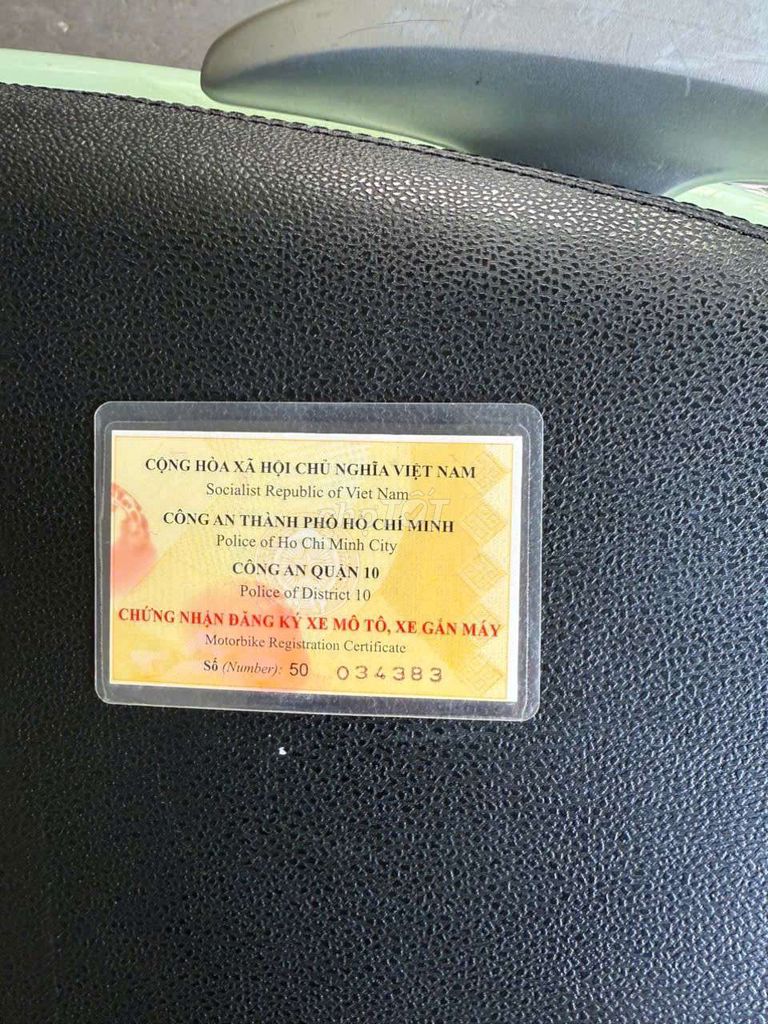 CỘNG HÒA XÃ HỘI CHỦ NGHĨA VIỆT NAM
Socialist Republic of Viet Nam
chợTỐT
CÔNG AN THÀNH PHỐ HỒ CHÍ MINH
Police of Ho Chi Minh City
CÔNG AN QUẬN 10
Police of District 10
CHỨNG NHẬN ĐĂNG KÝ XE MÔ TÔ, XE GẮN MÁY
Motorbike Registration Certificate
Số (Number): 50 034383